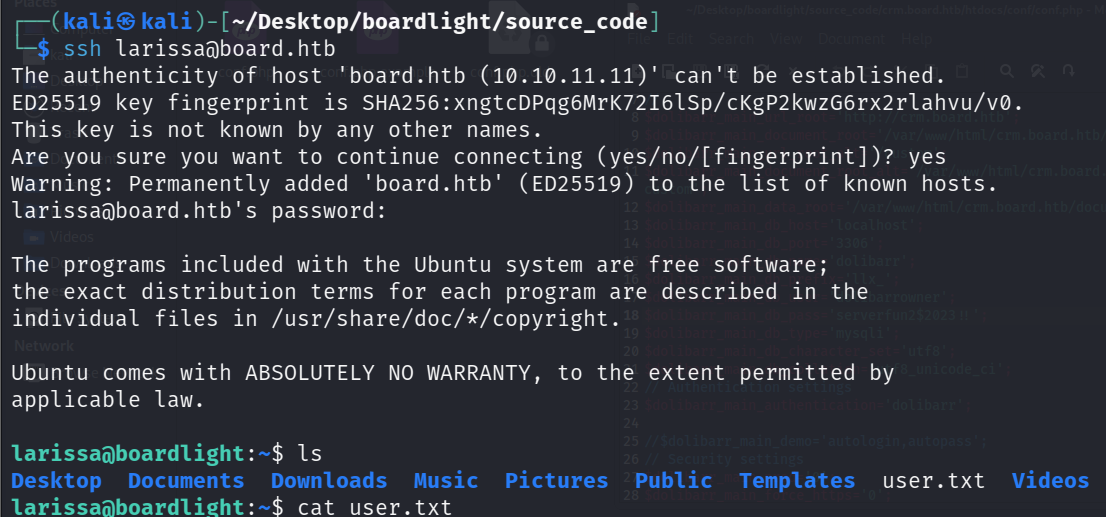 ┌──(kali㉿kali)-[~/Desktop/boardlight/source_code]
└─$ ssh larissa@board.htb
The authenticity of host 'board.htb (10.10.11.11)' can't be established.
ED25519 key fingerprint is SHA256:xngtcDPqg6MrK72I6lSp/cKgP2kwzG6rx2rlahvu/v0.
This key is not known by any other names.
Are you sure you want to continue connecting (yes/no/[fingerprint])? yes
Warning: Permanently added 'board.htb' (ED25519) to the list of known hosts.
larissa@board.htb's password:
The programs included with the Ubuntu system are free software;
the exact distribution terms for each program are described in the
individual files in /usr/share/doc/*/copyright.
Ubuntu comes with ABSOLUTELY NO WARRANTY, to the extent permitted by
applicable law.
larissa@boardlight:~$ ls
Desktop Documents Downloads Music Pictures Public Templates user.txt Videos
larissa@boardlight:~$ cat user.txt